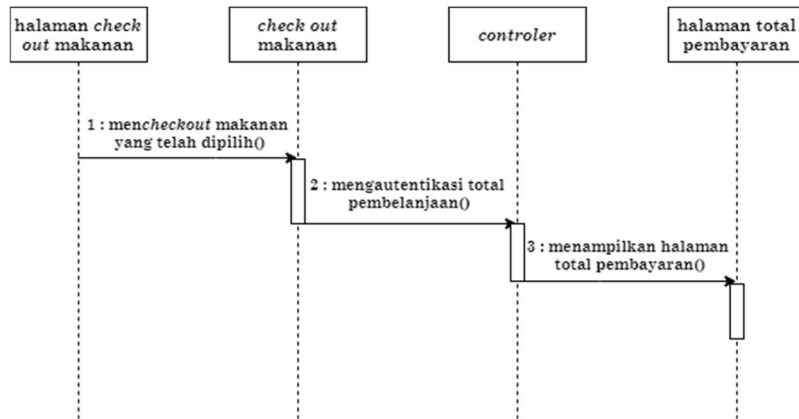 halaman check
out makanan
check out
makanan
controler
halaman total
pembayaran
1 : mencheckout makanan
yang telah dipilih()
2 : mengautentikasi total
pembelanjaan()
3 : menampilkan halaman
total pembayaran()